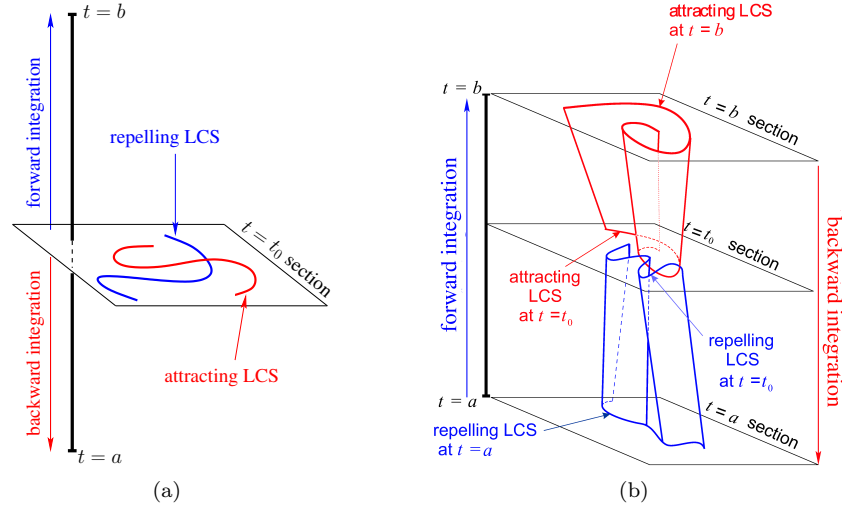 t = b
forward integration
repelling LCS
t = t0 section
backward integration
attracting LCS
t = a
(a)
attracting LCS
at t = b
t = b
t = b section
forward integration
t = t0 section
attracting
LCS
at t = t0
repelling
LCS
at t = t0
backward integration
t = a
t = a section
repelling LCS
at t = a
(b)